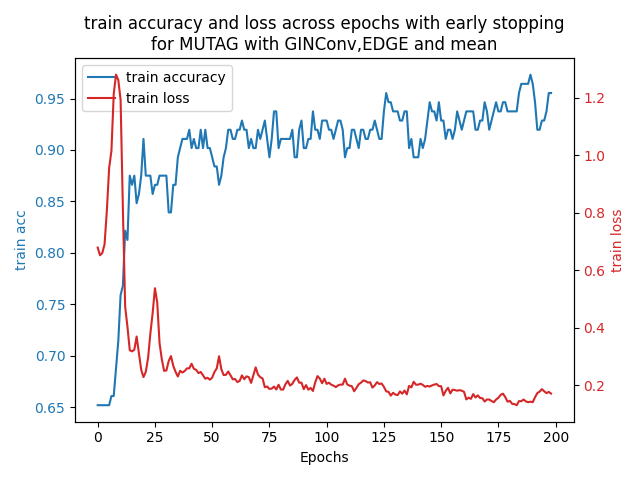 train accuracy and loss across epochs with early stopping
for MUTAG with GINConv,EDGE and mean
train accuracy
train loss
train acc
0.95
0.90
0.85
0.80
0.75
0.70
0.65
1.2
1.0
0.8
0.6
0.4
0.2
train loss
0 25 50 75 100 125 150 175 200
Epochs